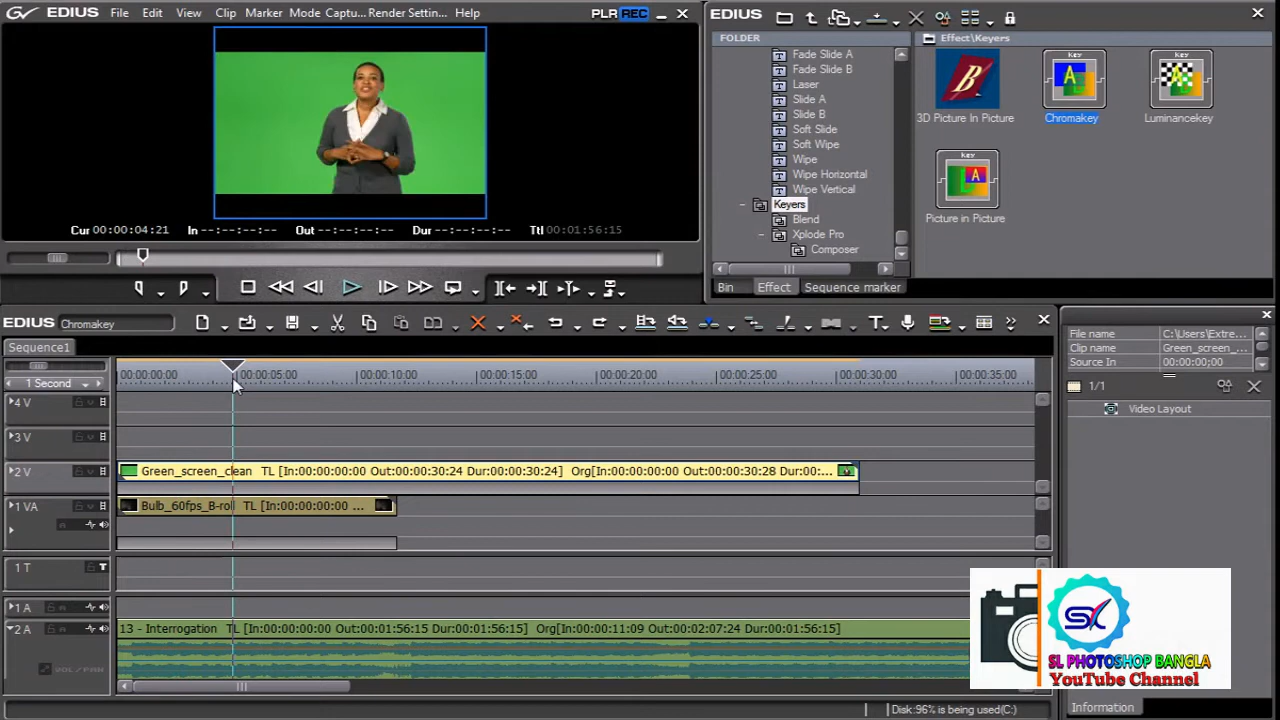 EDIUS
File Edit View Clip Marker Mode Captu... Render Settin... Help
PLR REC
Cur 00:00:04:21 In --:--:--:-- Out --:--:--:-- Dur --:--:--:-- Ttl 00:01:56:15
EDIUS
FOLDER
Fade Slide A
Fade Slide B
Laser
Slide A
Slide B
Soft Slide
Soft Wipe
Wipe
Wipe Horizontal
Wipe Vertical
Keyers
Blend
Xplode Pro
Composer
Effect\Keyers
3D Picture In Picture
Key
Chromakey
Key
Luminancekey
Key
Picture in Picture
Bin Effect Sequence marker
EDIUS Chromakey
Sequence1
1 Second
00:00:00:00 00:00:05:00 00:00:10:00 00:00:15:00 00:00:20:00 00:00:25:00 00:00:30:00 00:00:35:00
4 V
3 V
2 V
Green_screen_clean TL [In:00:00:00:00 Out:00:00:30:24 Dur:00:00:30:24] Org[In:00:00:00:00 Out:00:00:30:28 Dur:00:...
1 VA
Bulb_60fps_B-roll TL [In:00:00:00:00 ...
1 T
1 A
2 A
13 - Interrogation TL [In:00:00:00:00 Out:00:01:56:15 Dur:00:01:56:15] Org[In:00:00:11:09 Out:00:02:07:24 Dur:00:01:56:15]
VOL/PAN
File name C:\Users\Extre...
Clip name Green_screen_...
Source In 00:00:00;00
1/1
Video Layout
SL PHOTOSHOP BANGLA
YouTube Channel
Disk:96% is being used(C:)
Information